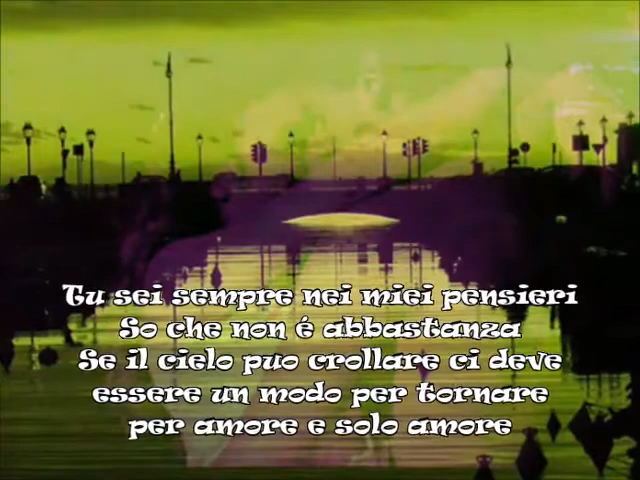 Tu sei sempre nei miei pensieri
So che non é abbastanza
Se il cielo puo crollare ci deve
essere un modo per tornare
per amore e solo amore